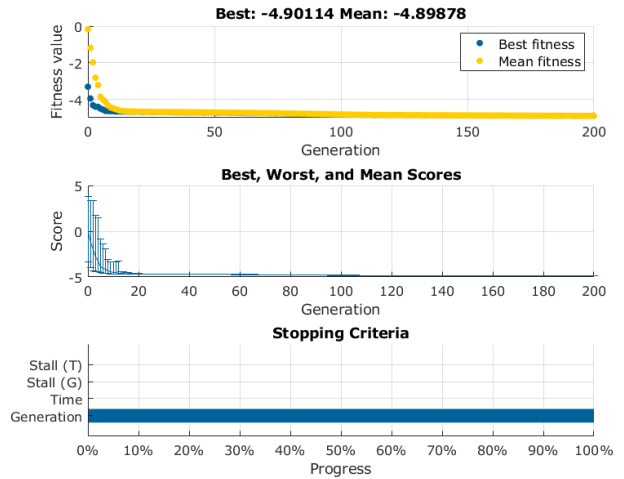 Best: -4.90114 Mean: -4.89878
Fitness value
0
-2
-4
Best fitness
Mean fitness
0 50 100 150 200
Generation
Best, Worst, and Mean Scores
Score
5
0
-5
0 20 40 60 80 100 120 140 160 180 200
Generation
Stopping Criteria
Stall (T)
Stall (G)
Time
Generation
0% 10% 20% 30% 40% 50% 60% 70% 80% 90% 100%
Progress